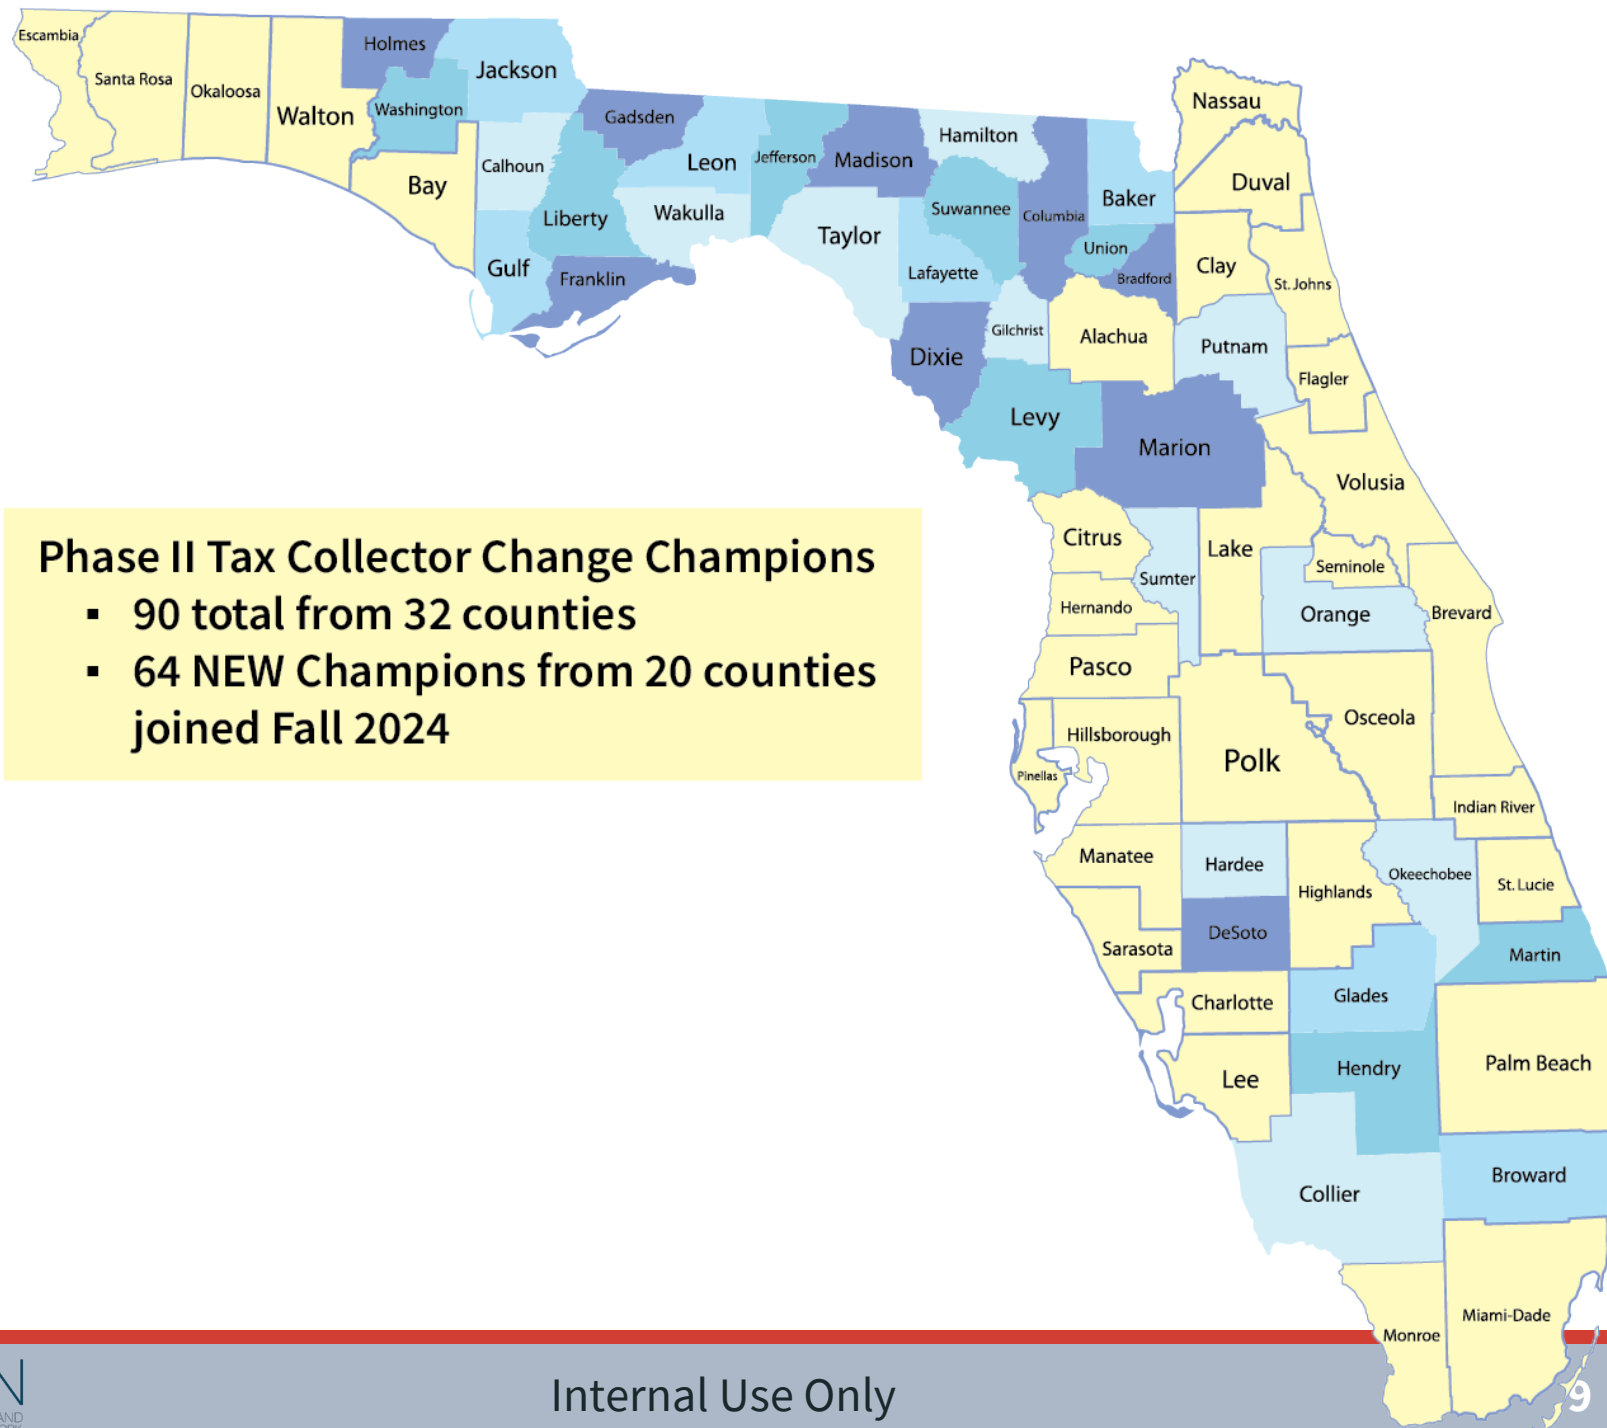 Escambia
Santa Rosa
Okaloosa
Walton
Holmes
Jackson
Washington
Bay
Calhoun
Gulf
Liberty
Gadsden
Franklin
Leon
Wakulla
Jefferson
Madison
Taylor
Hamilton
Suwannee
Lafayette
Columbia
Baker
Union
Bradford
Nassau
Duval
Clay
St. Johns
Dixie
Gilchrist
Alachua
Putnam
Flagler
Levy
Marion
Volusia
Phase II Tax Collector Change Champions
▪ 90 total from 32 counties
▪ 64 NEW Champions from 20 counties
joined Fall 2024
Citrus
Sumter
Lake
Seminole
Hernando
Orange
Brevard
Pasco
Hillsborough
Pinellas
Polk
Osceola
Indian River
Manatee
Hardee
Highlands
Okeechobee
St. Lucie
Sarasota
DeSoto
Martin
Charlotte
Glades
Lee
Hendry
Palm Beach
Collier
Broward
Monroe
Miami-Dade
N
AND
Internal Use Only
9